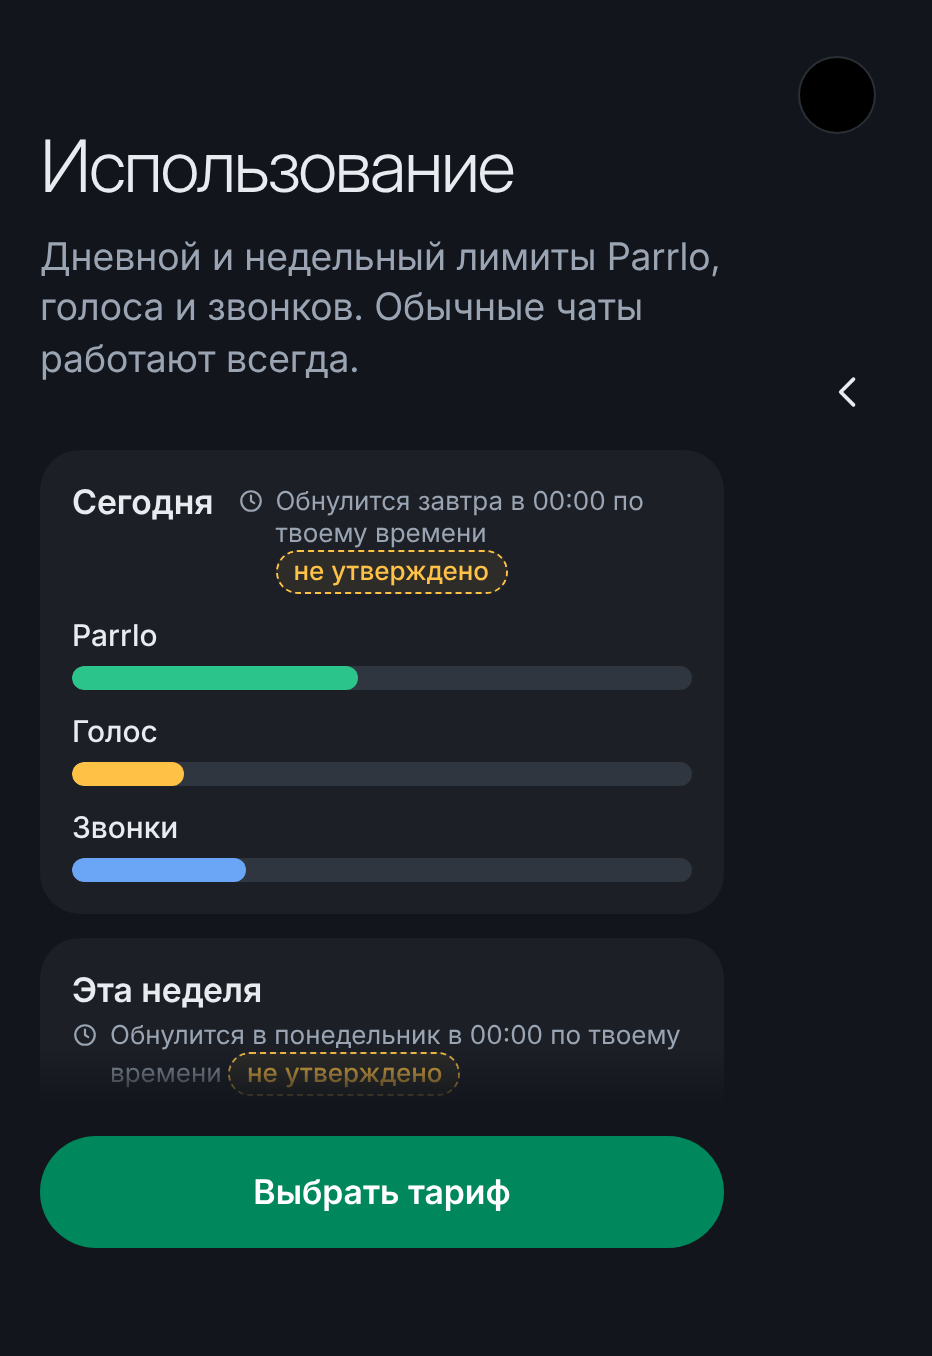 Использование
Дневной и недельный лимиты Parrlo,
голоса и звонков. Обычные чаты
работают всегда.
Сегодня
Обнулится завтра в 00:00 по
твоему времени
не утверждено
Parrlo
Голос
Звонки
Эта неделя
Обнулится в понедельник в 00:00 по твоему
времени не утверждено
Выбрать тариф